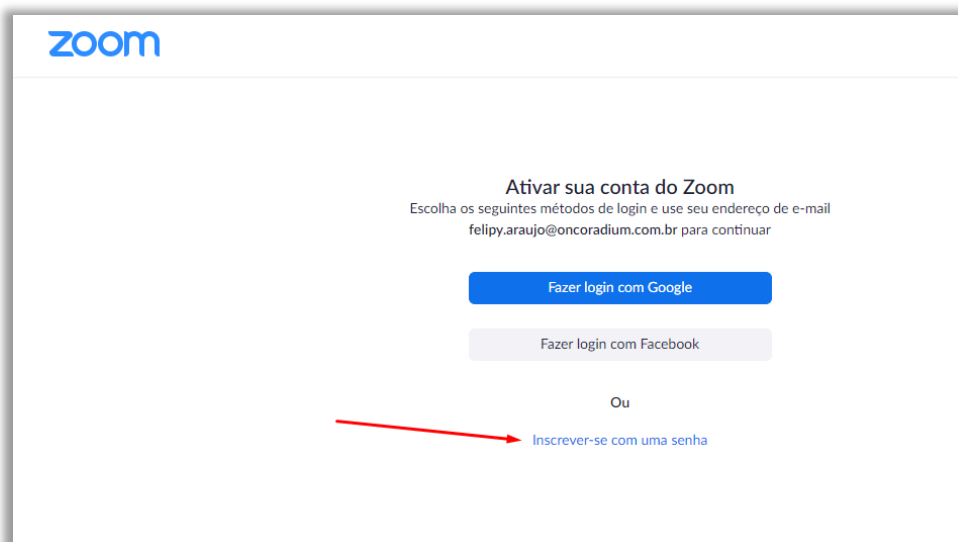 zoom
Ativar sua conta do Zoom
Escolha os seguintes métodos de login e use seu endereço de e-mail
felipy.araujo@oncoradium.com.br para continuar
Fazer login com Google
Fazer login com Facebook
Ou
Inscrever-se com uma senha